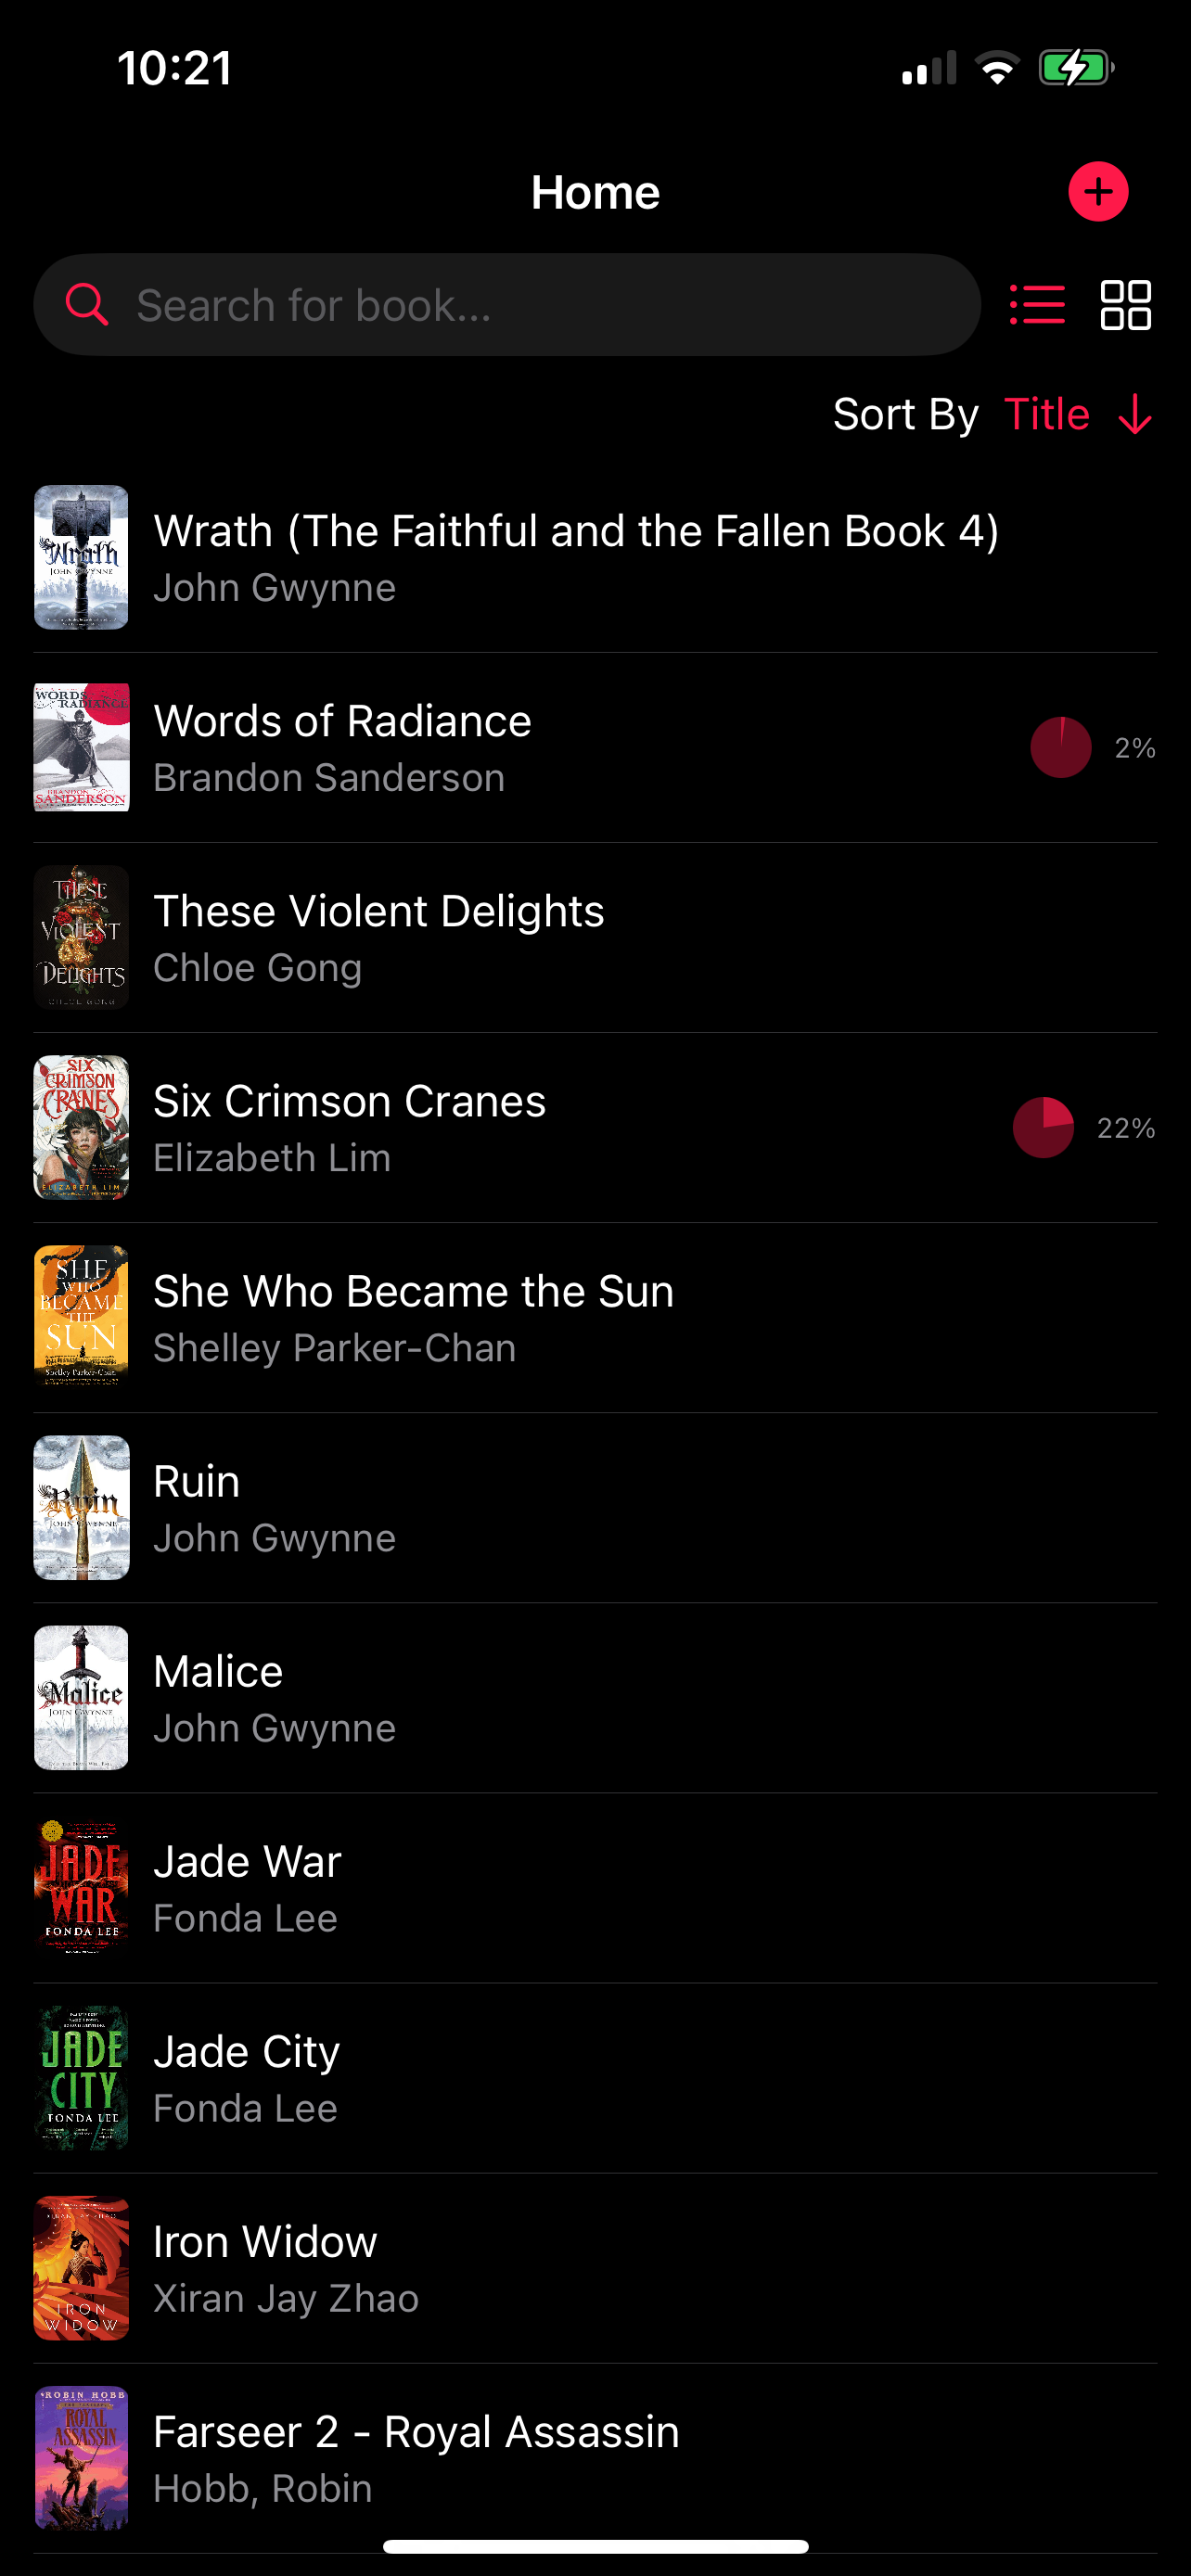 10:21
Home
Search for book...
Sort By Title
Wrath
JOHN GWYNNE
Wrath (The Faithful and the Fallen Book 4)
John Gwynne
WORDS
RADIANCE
BRANDON
SANDERSON
Words of Radiance
Brandon Sanderson
2%
THESE
VIOLENT
DELIGHTS
CHLOE GONG
These Violent Delights
Chloe Gong
SIX
CRIMSON
CRANES
ELIZABETH LIM
Six Crimson Cranes
Elizabeth Lim
22%
SHE
WHO
BECAME
THE
SUN
Shelley Parker-Chan
She Who Became the Sun
Shelley Parker-Chan
Ruin
JOHN GWYNNE
Ruin
John Gwynne
Malice
JOHN GWYNNE
Malice
John Gwynne
JADE
WAR
FONDA LEE
Jade War
Fonda Lee
JADE
CITY
FONDA LEE
Jade City
Fonda Lee
IRON
WIDOW
Iron Widow
Xiran Jay Zhao
ROBIN HOBB
ROYAL
ASSASSIN
Farseer 2 - Royal Assassin
Hobb, Robin